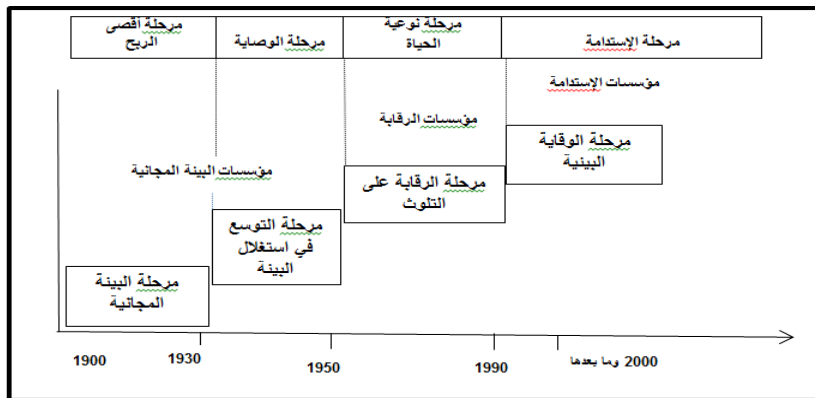 مرحلة أقصى
الربح
مرحلة الوصاية
مرحلة نوعية
الحياة
مرحلة الإستدامة
مؤسسات الإستدامة
مؤسسات الرقابة
مرحلة الوقاية
البيئية
مؤسسات البيئة المجانية
مرحلة الرقابة على
التلوث
مرحلة التوسع
في استغلال
البيئة
مرحلة البيئة
المجانية
1900
1930
1950
1990
2000 وما بعدها